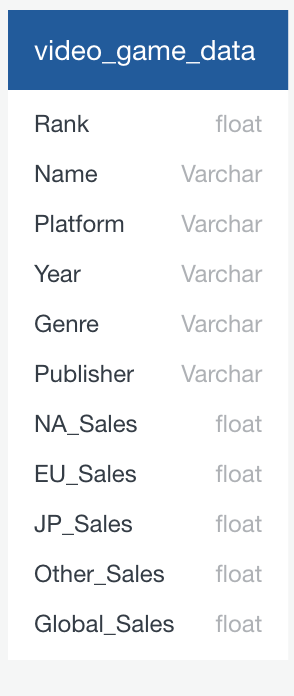 video_game_data
Rank float
Name Varchar
Platform Varchar
Year Varchar
Genre Varchar
Publisher Varchar
NA_Sales float
EU_Sales float
JP_Sales float
Other_Sales float
Global_Sales float